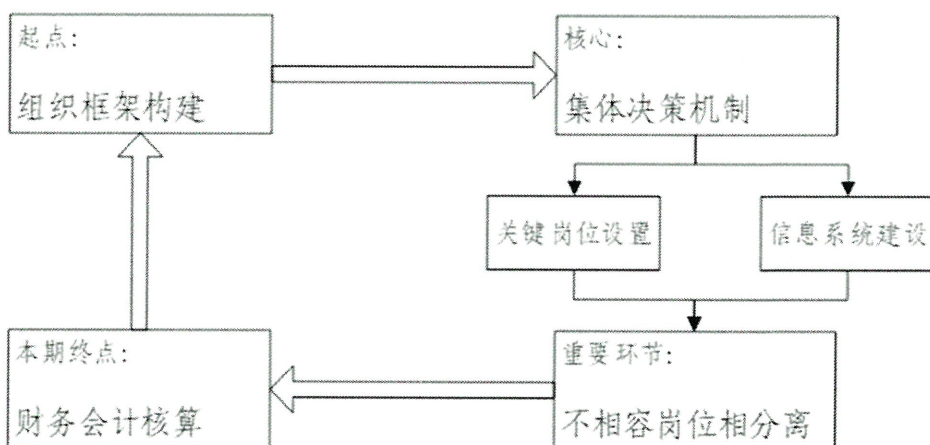 起点:
组织框架构建
核心:
集体决策机制
关键岗位设置
信息系统建设
重要环节:
不相容岗位相分离
本期终点:
财务会计核算